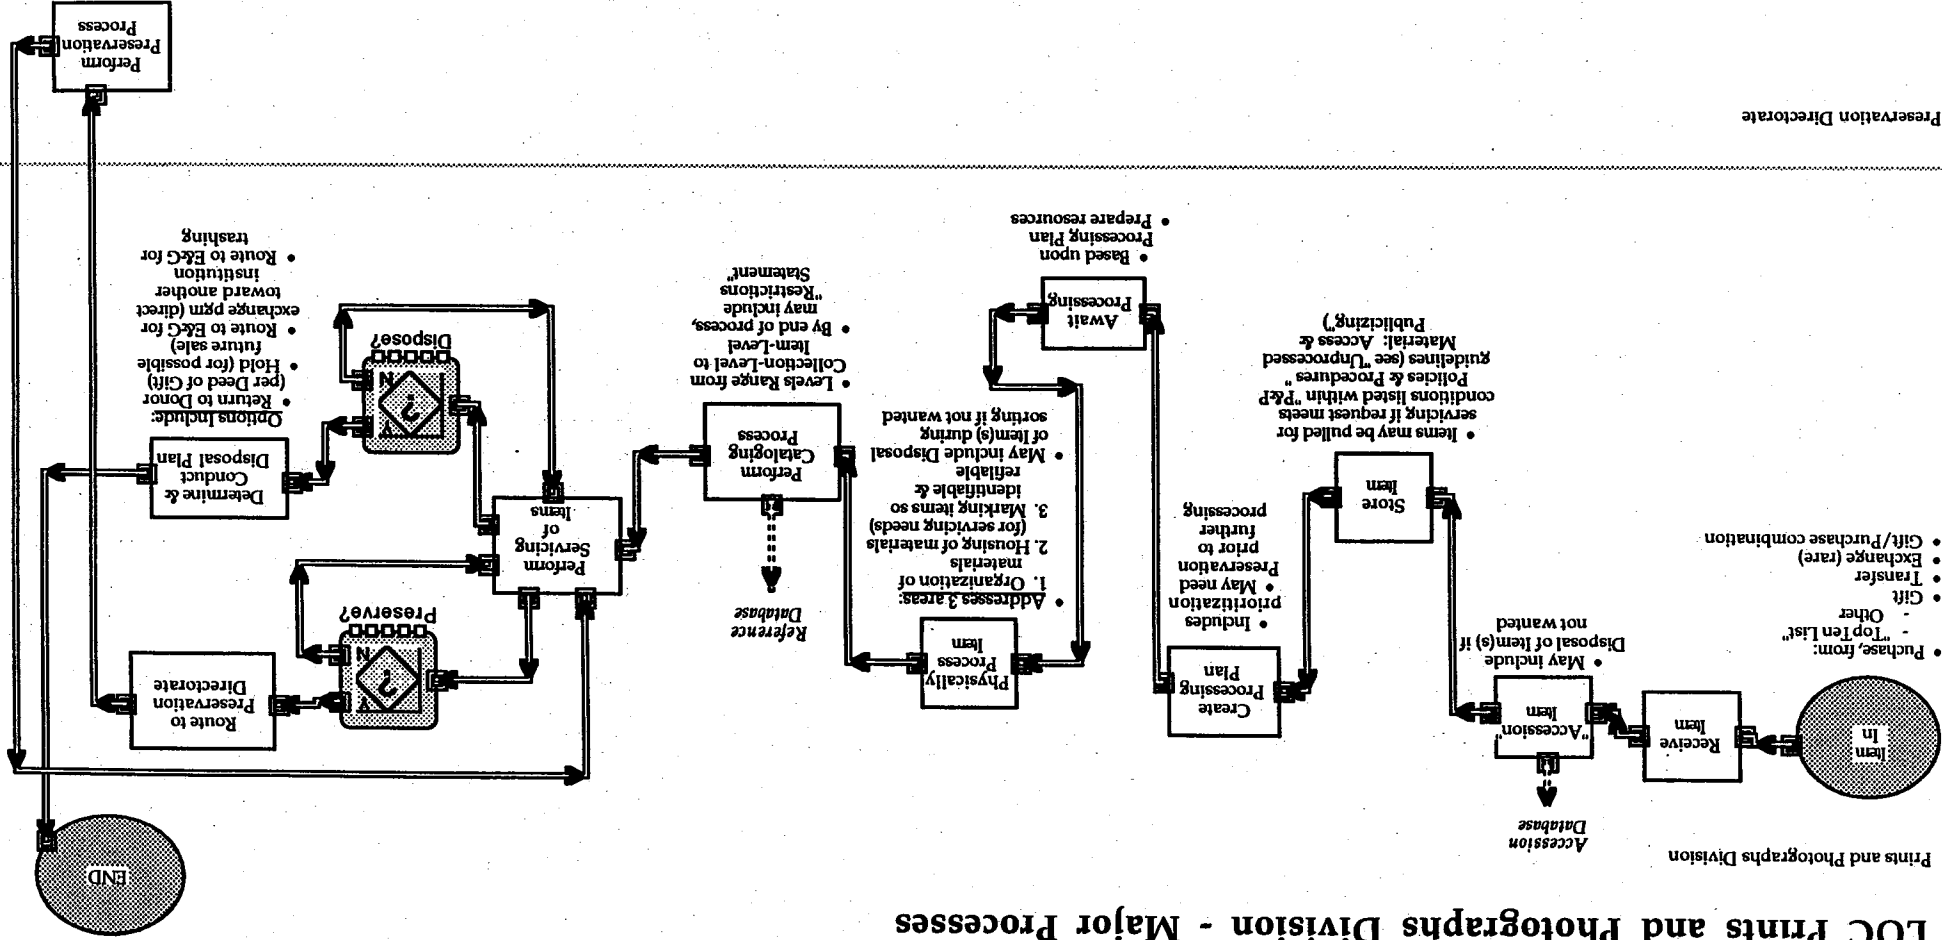 LOC Prints and Photographs Division - Major Processes
Prints and Photographs Division
Item
In
• Puchase, from:
- "Top Ten List"
- Other
• Gift
• Transfer
• Exchange (rare)
• Gift/Purchase combination
Receive
Item
Accession
Database
"Accession"
Item
• May include
Disposal of Item(s) if
not wanted
Store
Item
• Items may be pulled for
servicing if request meets
conditions listed within "P&P
Policies & Procedures "
guidelines (see "Unprocessed
Material: Access &
Publicizing")
Create
Processing
Plan
• Includes
prioritization
• May need
Preservation
prior to
further
processing
Await
Processing
• Based upon
Processing Plan
• Prepare resources
Physically
Process
Item
• Addresses 3 areas:
1. Organization of
materials
2. Housing of materials
(for servicing needs)
3. Marking items so
identifiable &
refilable
• May include Disposal
of Item(s) during
sorting if not wanted
Reference
Database
Perform
Cataloging
Process
• Levels Range from
Collection-Level to
Item-Level
• By end of process,
may include
"Restrictions
Statement"
Perform
Servicing
of
Items
?
Y
N
Preserve?
?
Y
N
Dispose?
Route to
Preservation
Directorate
Determine &
Conduct
Disposal Plan
Options Include:
• Return to Donor
(per Deed of Gift)
• Hold (for possible
future sale)
• Route to E&G for
exchange pgm (direct
toward another
institution
• Route to E&G for
trashing
END
Preservation Directorate
Perform
Preservation
Process